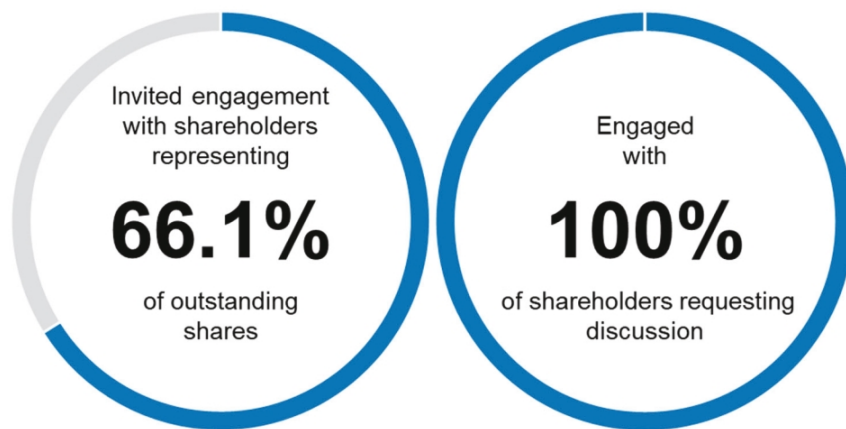 Invited engagement
with shareholders
representing
66.1%
of outstanding
shares
Engaged
with
100%
of shareholders requesting
discussion